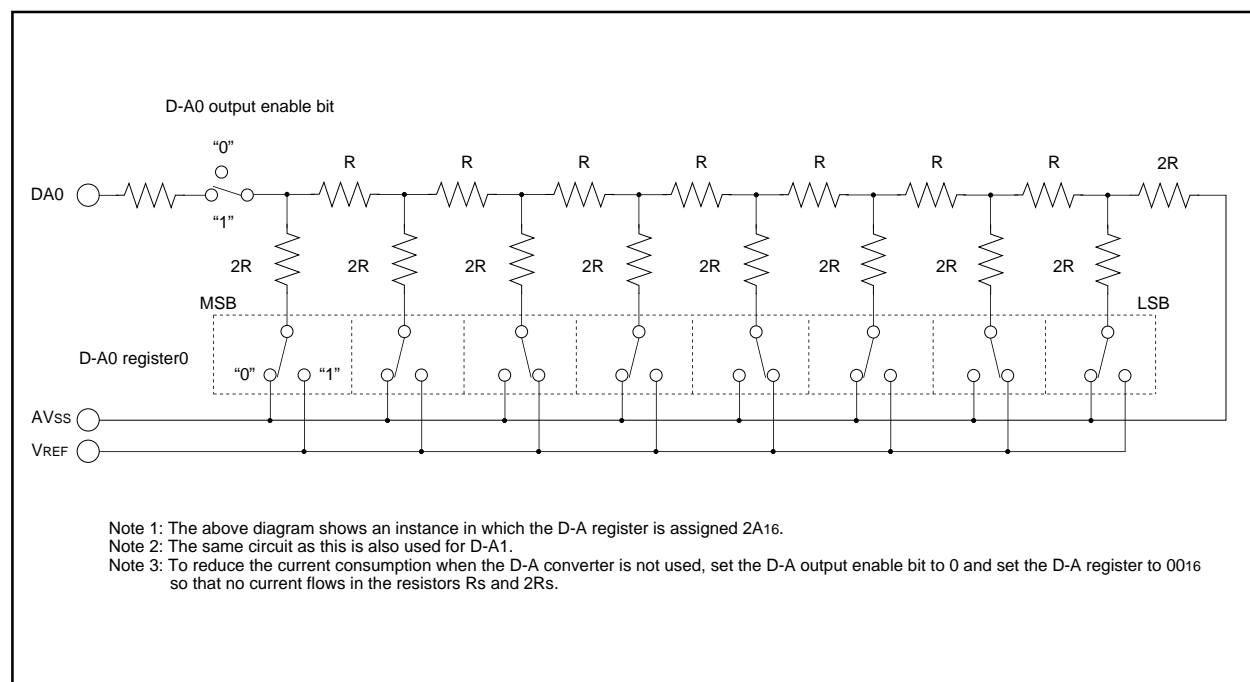 D-A0 output enable bit
“0”
R R R R R R R 2R
DA0
“1”
2R 2R 2R 2R 2R 2R 2R 2R
MSB LSB
D-A0 register0
“0” “1”
AVSS
VREF
Note 1: The above diagram shows an instance in which the D-A register is assigned 2A16.
Note 2: The same circuit as this is also used for D-A1.
Note 3: To reduce the current consumption when the D-A converter is not used, set the D-A output enable bit to 0 and set the D-A register to 0016
so that no current flows in the resistors Rs and 2Rs.